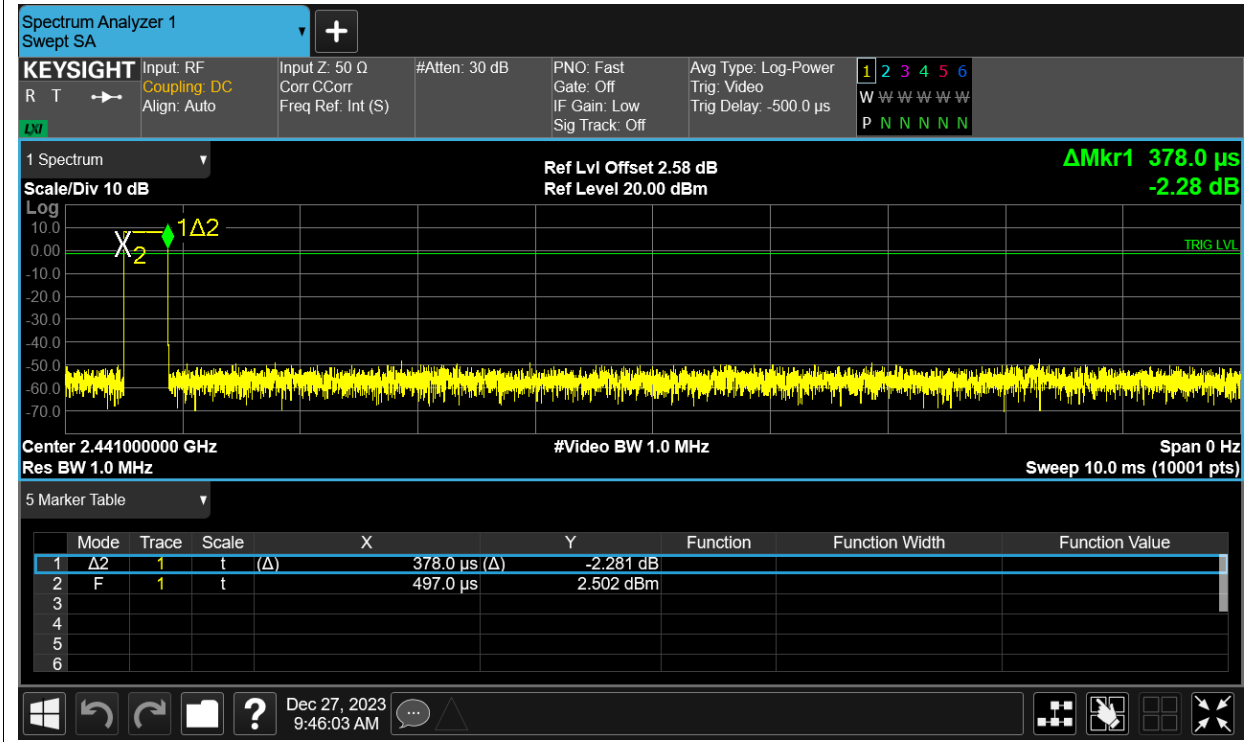 Spectrum Analyzer 1
Swept SA
KEYSIGHT
R T
LXI
Input: RF
Coupling: DC
Align: Auto
Input Z: 50 Ω
Corr CCorr
Freq Ref: Int (S)
#Atten: 30 dB
PNO: Fast
Gate: Off
IF Gain: Low
Sig Track: Off
Avg Type: Log-Power
Trig: Video
Trig Delay: -500.0 µs
1 2 3 4 5 6
W W W W W W
P N N N N N
1 Spectrum
Scale/Div 10 dB
Ref Lvl Offset 2.58 dB
Ref Level 20.00 dBm
ΔMkr1 378.0 µs
-2.28 dB
Log
10.0
0.00
-10.0
-20.0
-30.0
-40.0
-50.0
-60.0
-70.0
X2
1Δ2
TRIG LVL
Center 2.441000000 GHz
#Video BW 1.0 MHz
Span 0 Hz
Res BW 1.0 MHz
Sweep 10.0 ms (10001 pts)
5 Marker Table
Mode Trace Scale X Y Function Function Width Function Value
1 Δ2 1 t (Δ) 378.0 µs (Δ) -2.281 dB
2 F 1 t 497.0 µs 2.502 dBm
3
4
5
6
?
Dec 27, 2023
9:46:03 AM